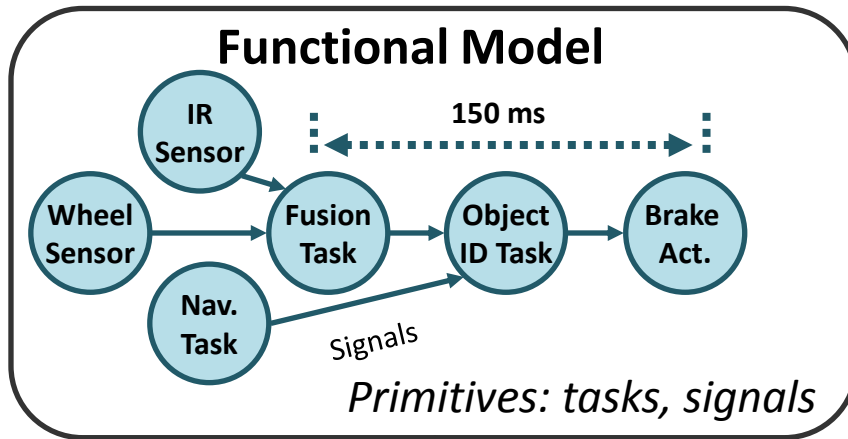 Functional Model
IR
Sensor
150 ms
Wheel
Sensor
Fusion
Task
Object
ID Task
Brake
Act.
Nav.
Task
Signals
Primitives: tasks, signals